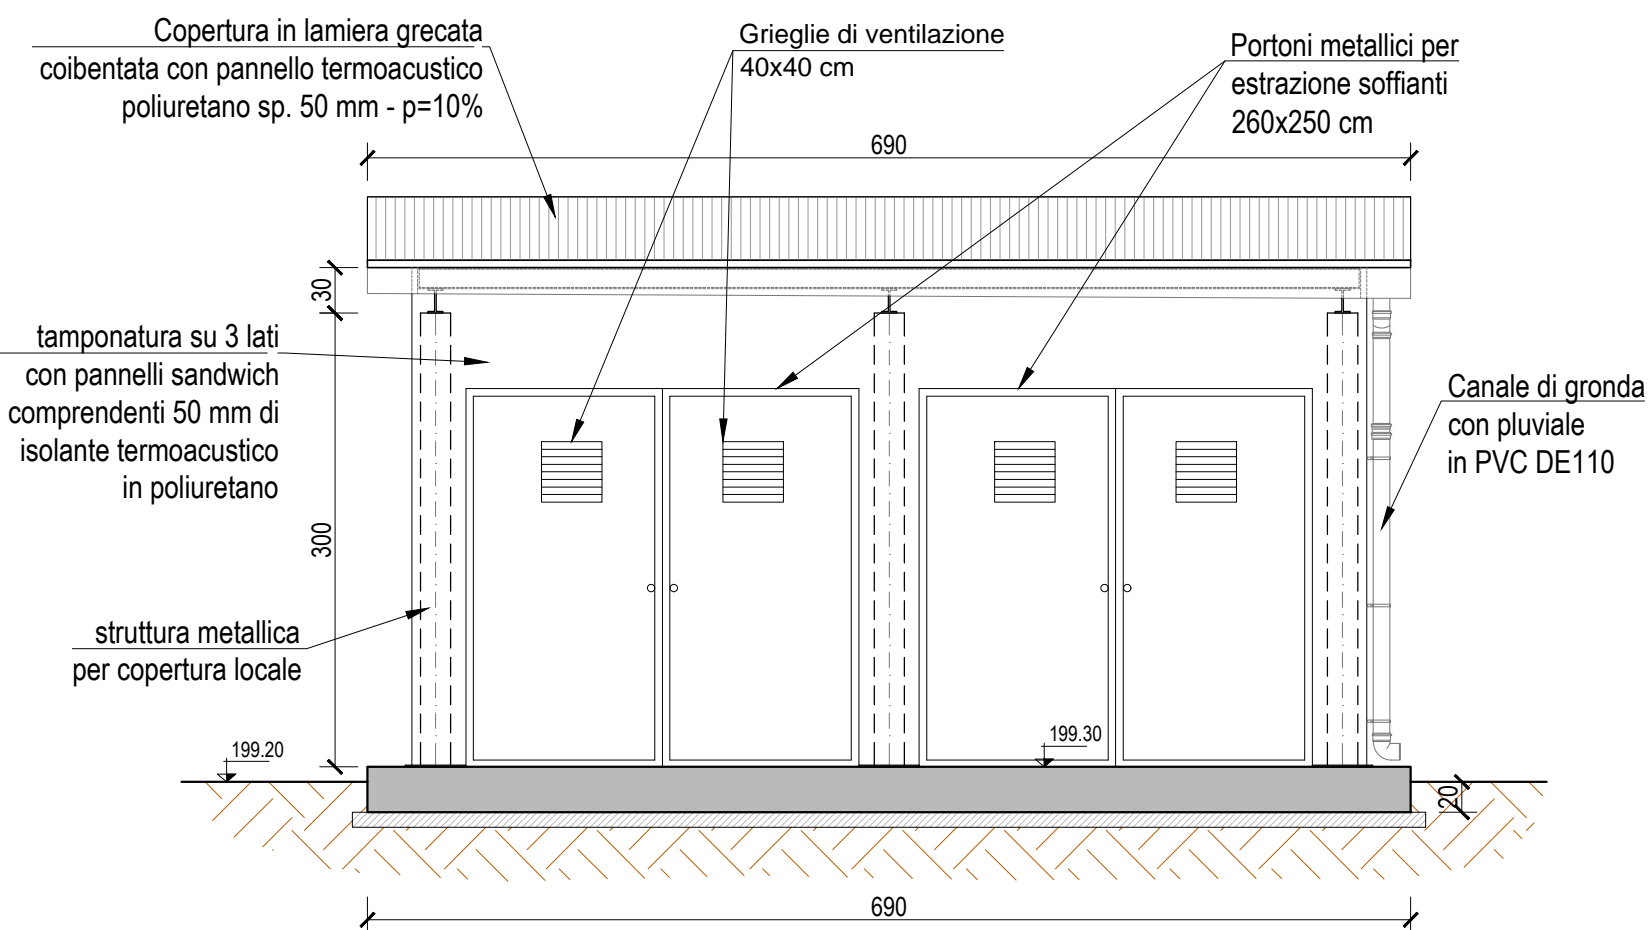 Copertura in lamiera grecata
coibentata con pannello termoacustico
poliuretano sp. 50 mm - p=10%
Grieglie di ventilazione
40x40 cm
Portoni metallici per
estrazione soffianti
260x250 cm
690
30
tamponatura su 3 lati
con pannelli sandwich
comprendenti 50 mm di
isolante termoacustico
in poliuretano
Canale di gronda
con pluviale
in PVC DE110
300
struttura metallica
per copertura locale
199.20
199.30
20
690